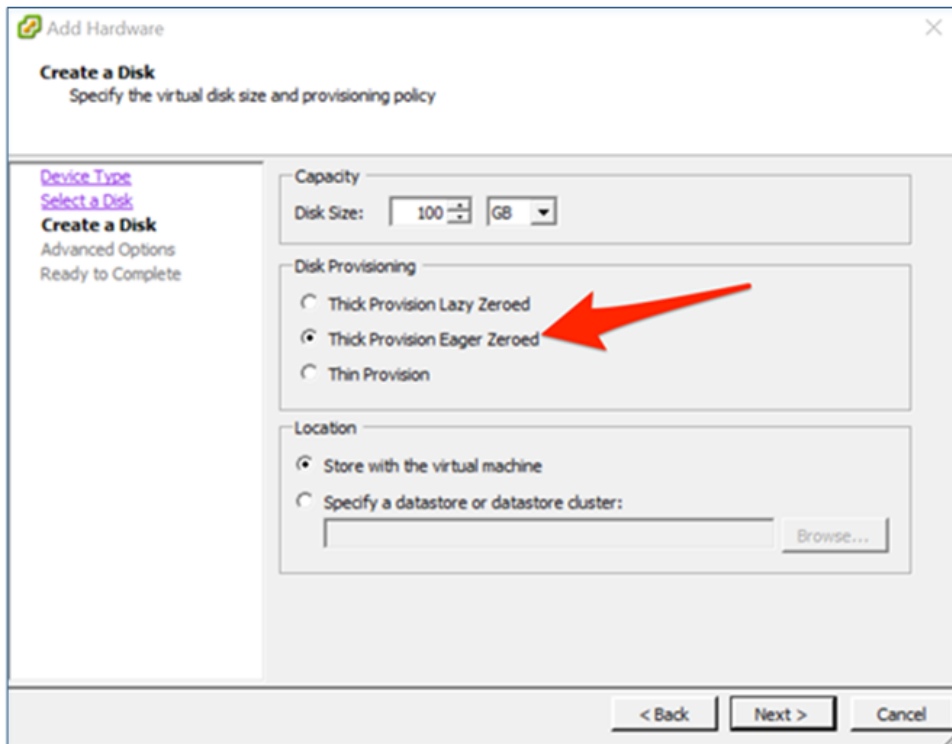 Add Hardware
Create a Disk
Specify the virtual disk size and provisioning policy
Device Type
Select a Disk
Create a Disk
Advanced Options
Ready to Complete
Capacity
Disk Size: 100 GB
Disk Provisioning
Thick Provision Lazy Zeroed
Thick Provision Eager Zeroed
Thin Provision
Location
Store with the virtual machine
Specify a datastore or datastore cluster:
Browse...
< Back Next > Cancel